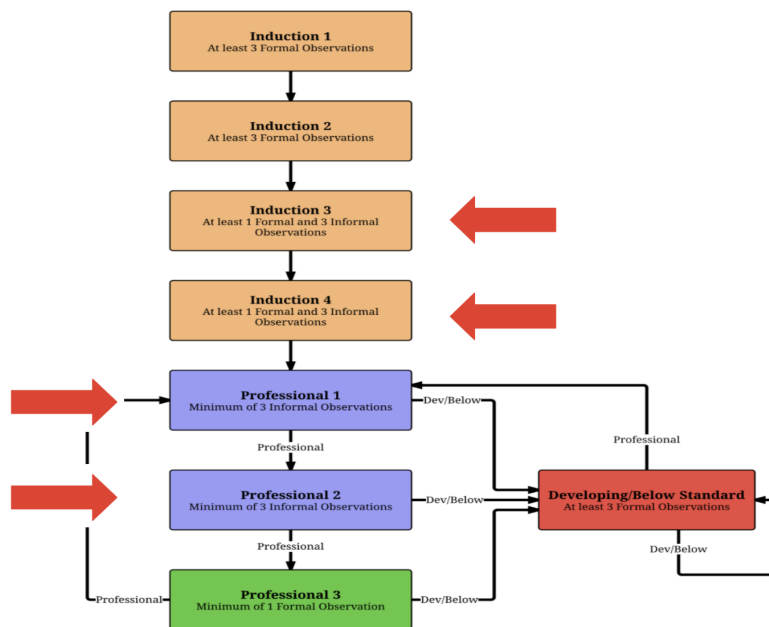 Induction 1
At least 3 Formal Observations
Induction 2
At least 3 Formal Observations
Induction 3
At least 1 Formal and 3 Informal
Observations
Induction 4
At least 1 Formal and 3 Informal
Observations
Professional 1
Minimum of 3 Informal Observations
Dev/Below
Professional
Professional
Professional 2
Minimum of 3 Informal Observations
Dev/Below
Developing/Below Standard
At least 3 Formal Observations
Professional
Dev/Below
Professional 3
Minimum of 1 Formal Observation
Professional
Dev/Below